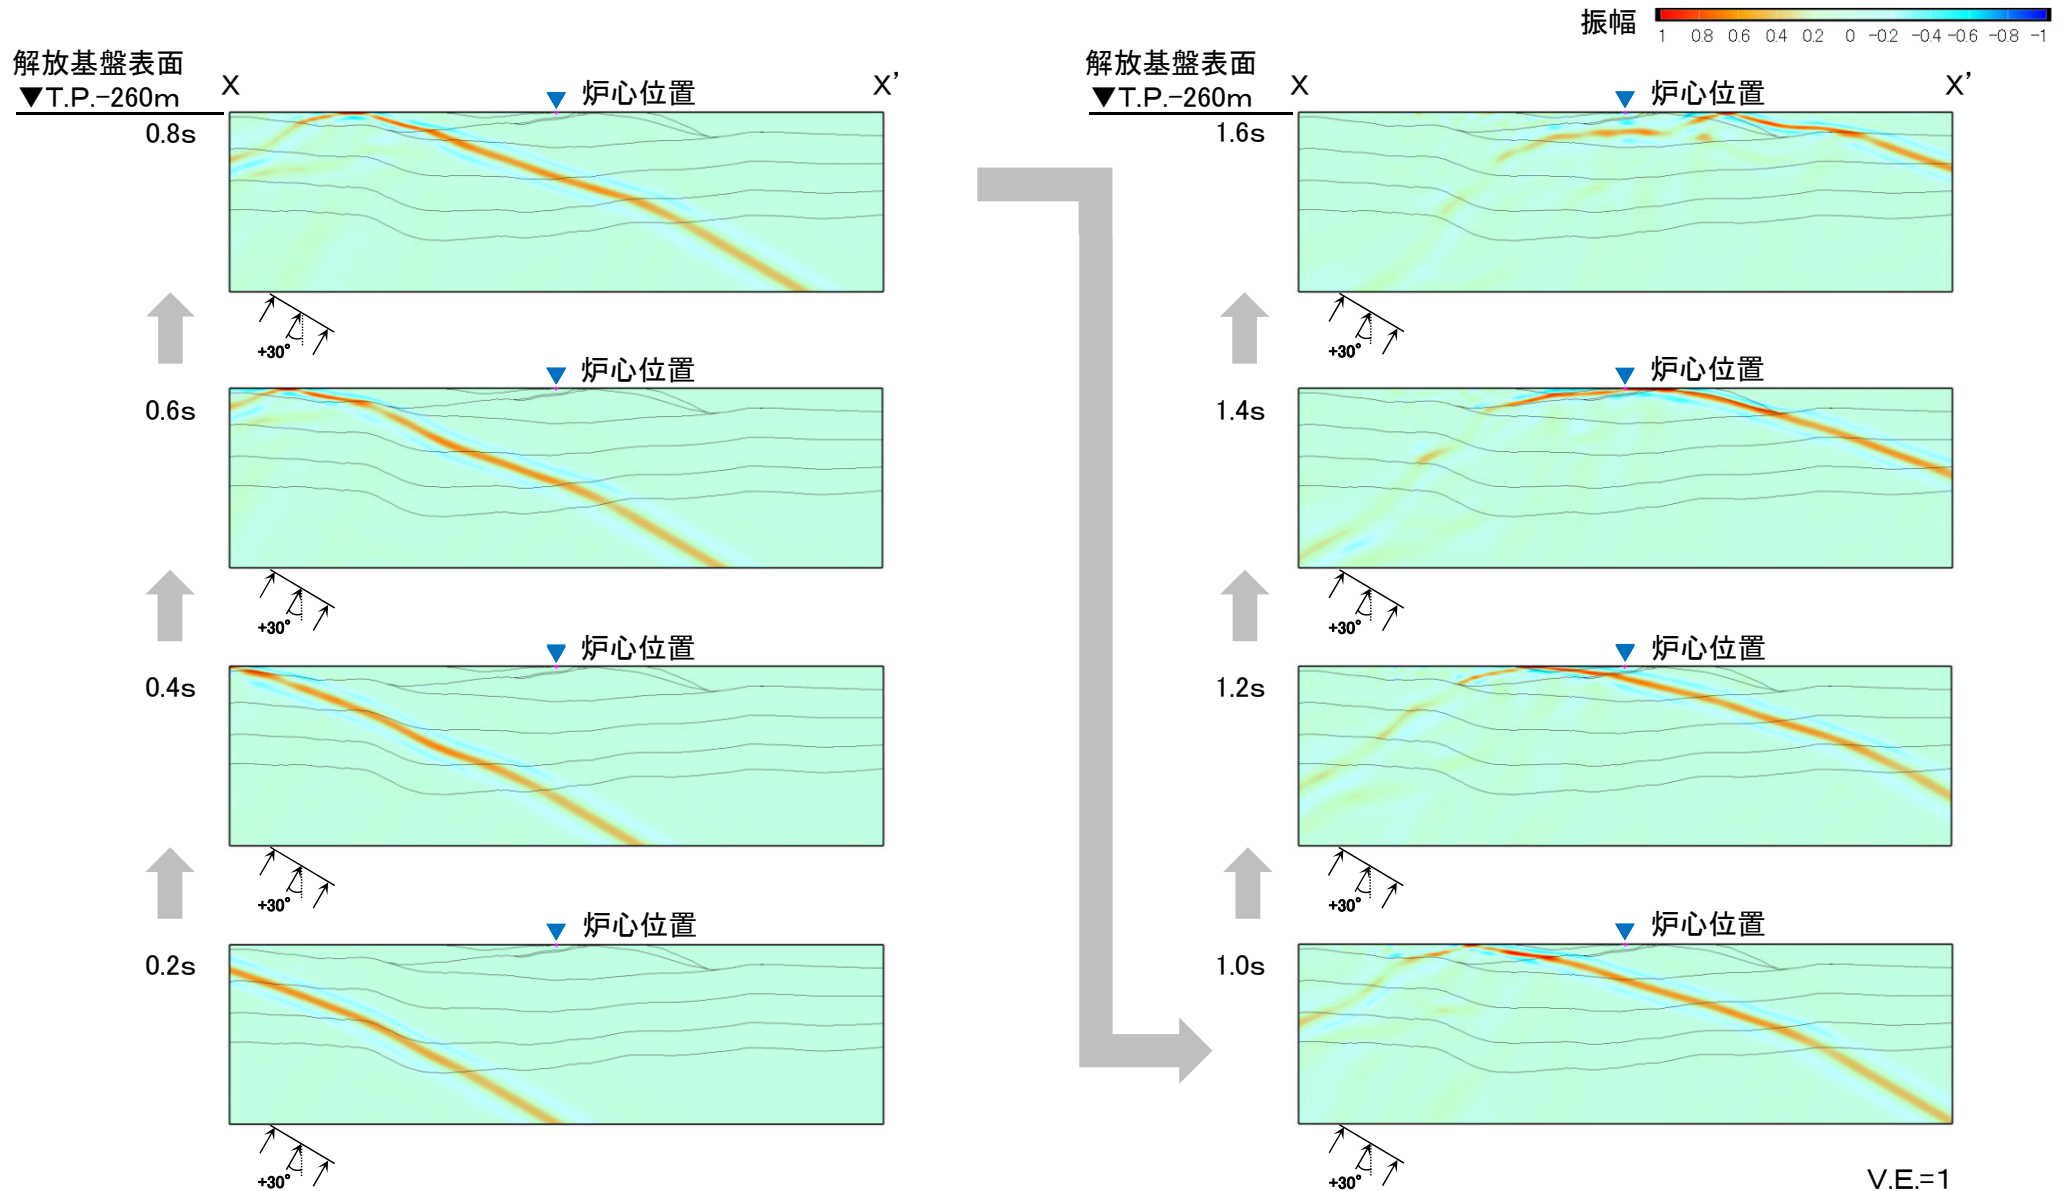 振幅
1 0.8 0.6 0.4 0.2 0 -0.2 -0.4 -0.6 -0.8 -1
解放基盤表面
▼T.P.-260m
X
X'
炉心位置
0.8s
+30°
炉心位置
0.6s
+30°
炉心位置
0.4s
+30°
炉心位置
0.2s
+30°
解放基盤表面
▼T.P.-260m
X
X'
炉心位置
1.6s
+30°
炉心位置
1.4s
+30°
炉心位置
1.2s
+30°
炉心位置
1.0s
+30°
V.E.=1